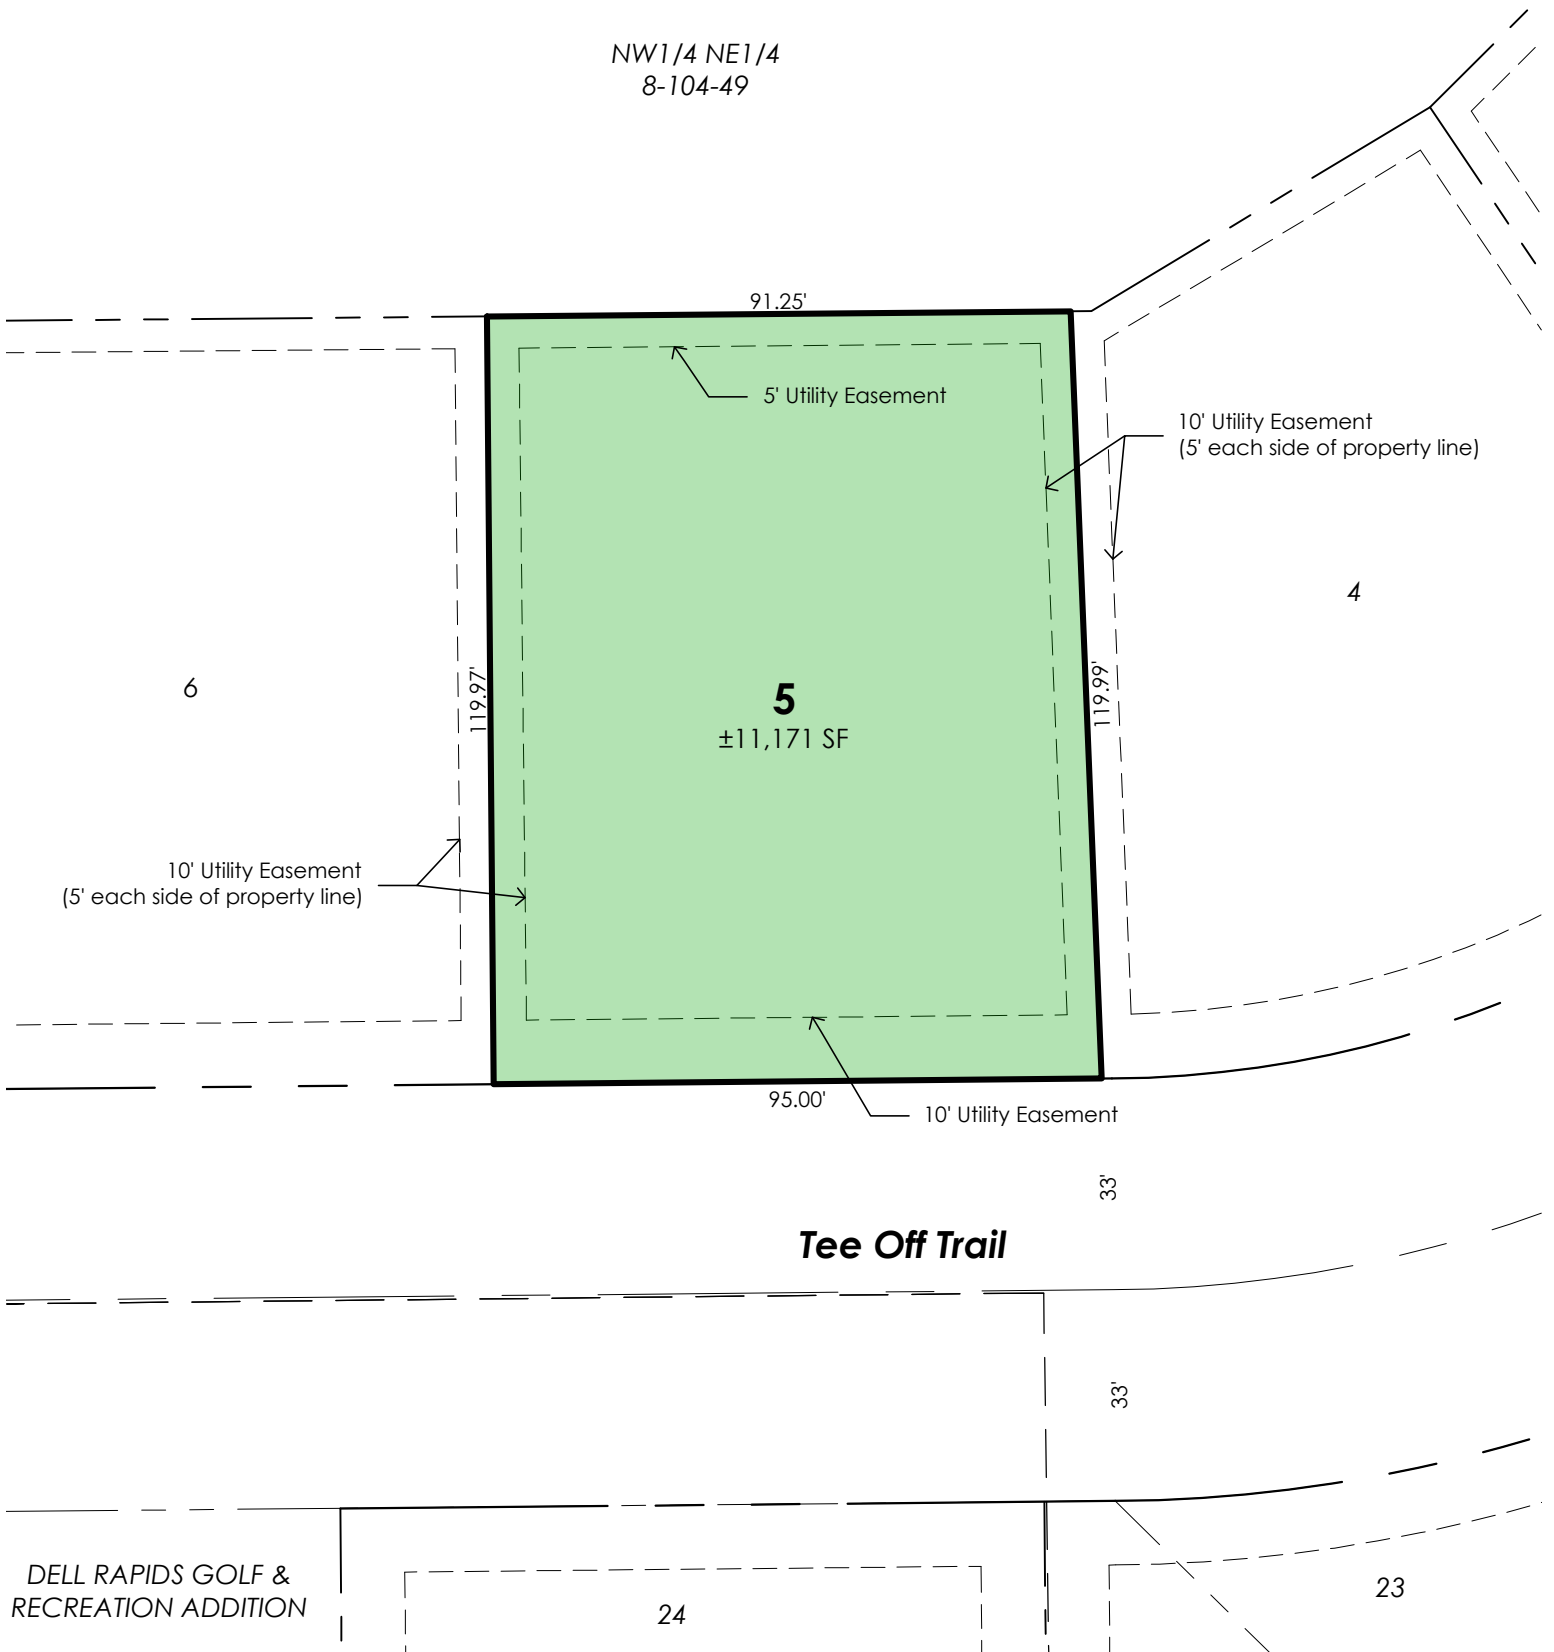 NW1/4 NE1/4
8-104-49
91.25'
5' Utility Easement
10' Utility Easement
(5' each side of property line)
4
6
119.97'
5
±11,171 SF
119.99'
10' Utility Easement
(5' each side of property line)
95.00'
10' Utility Easement
33'
Tee Off Trail
33'
DELL RAPIDS GOLF &
RECREATION ADDITION
24
23